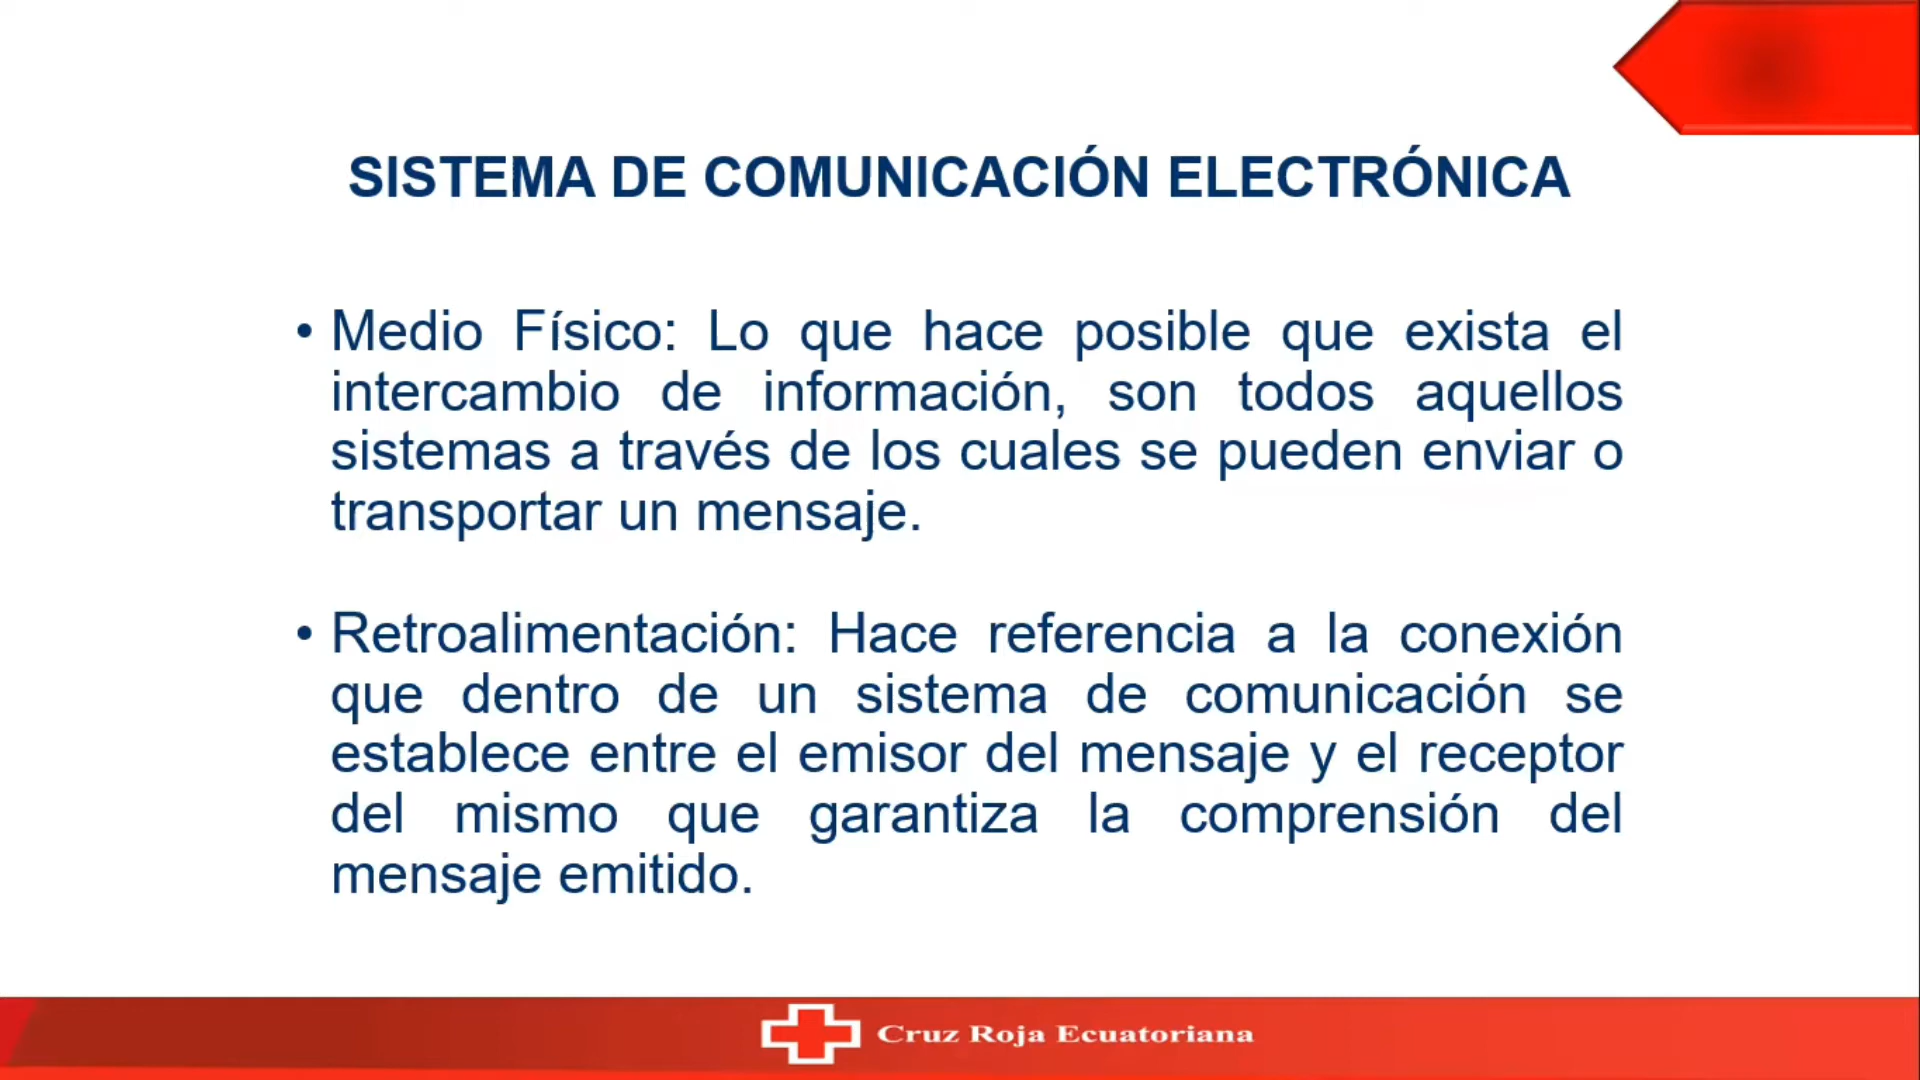 SISTEMA DE COMUNICACIÓN ELECTRÓNICA
• Medio Físico: Lo que hace posible que exista el
intercambio de información, son todos aquellos
sistemas a través de los cuales se pueden enviar o
transportar un mensaje.
• Retroalimentación: Hace referencia a la conexión
que dentro de un sistema de comunicación se
establece entre el emisor del mensaje y el receptor
del mismo que garantiza la comprensión del
mensaje emitido.
Cruz Roja Ecuatoriana